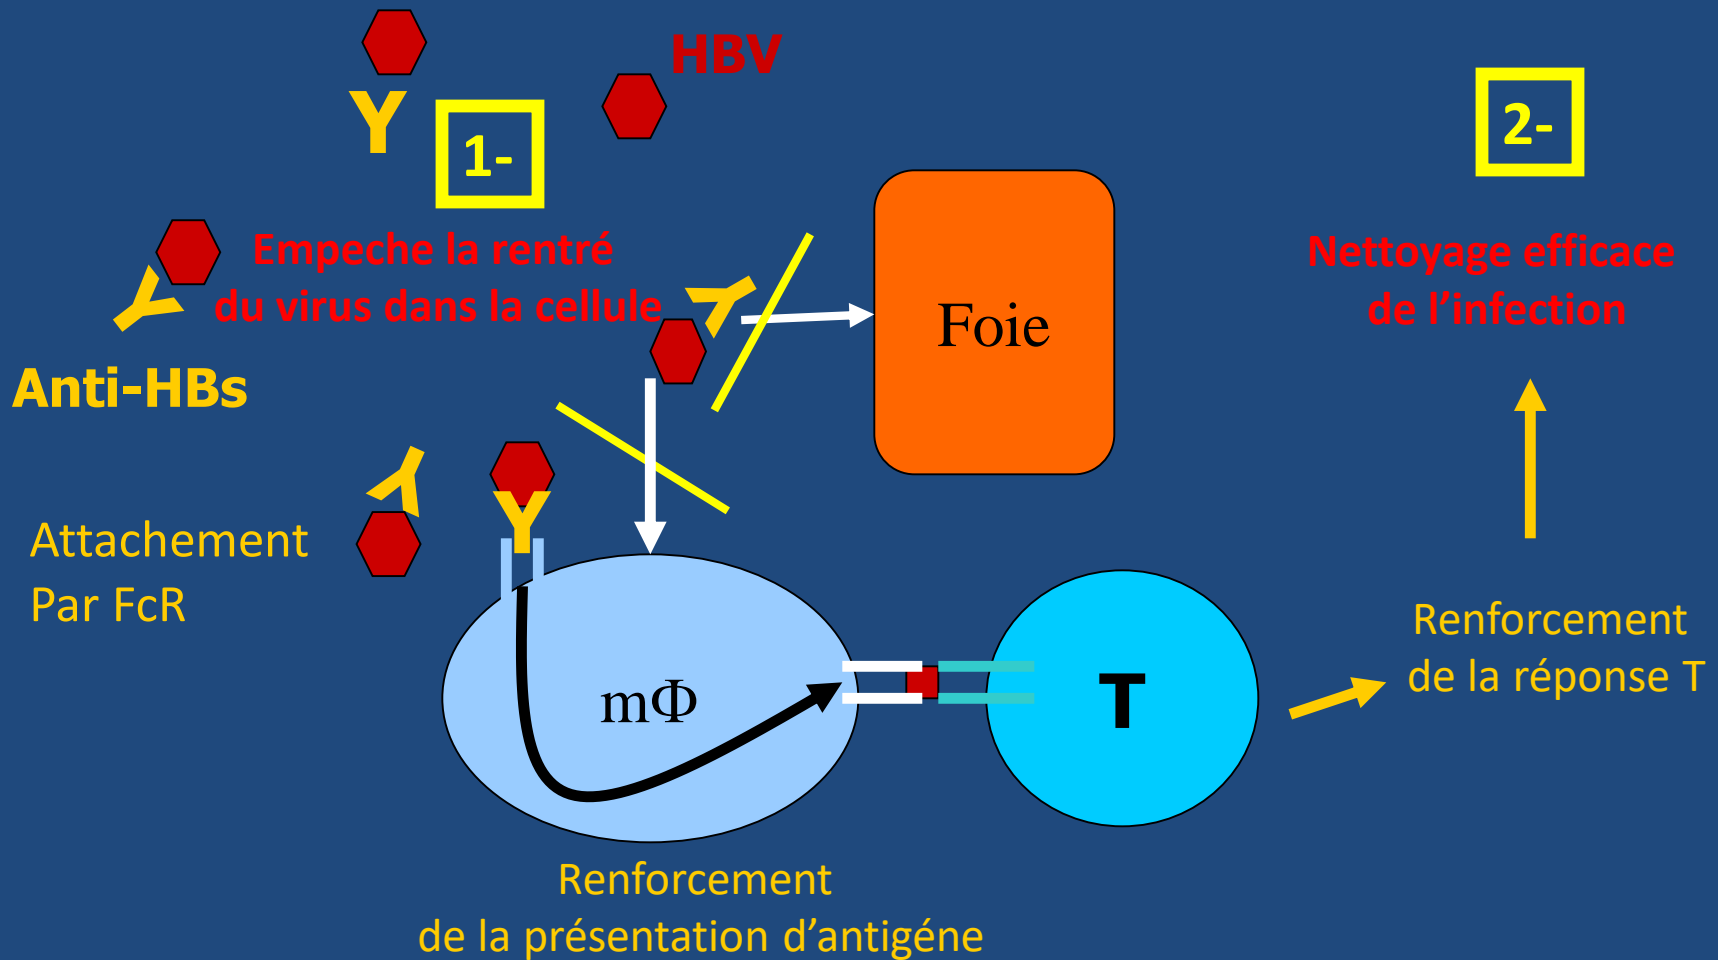 HBV
1-
2-
Empeche la rentré
du virus dans la cellule
Nettoyage efficace
de l’infection
Foie
Anti-HBs
Attachement
Par FcR
Renforcement
de la réponse T
mΦ
T
Renforcement
de la présentation d’antigéne